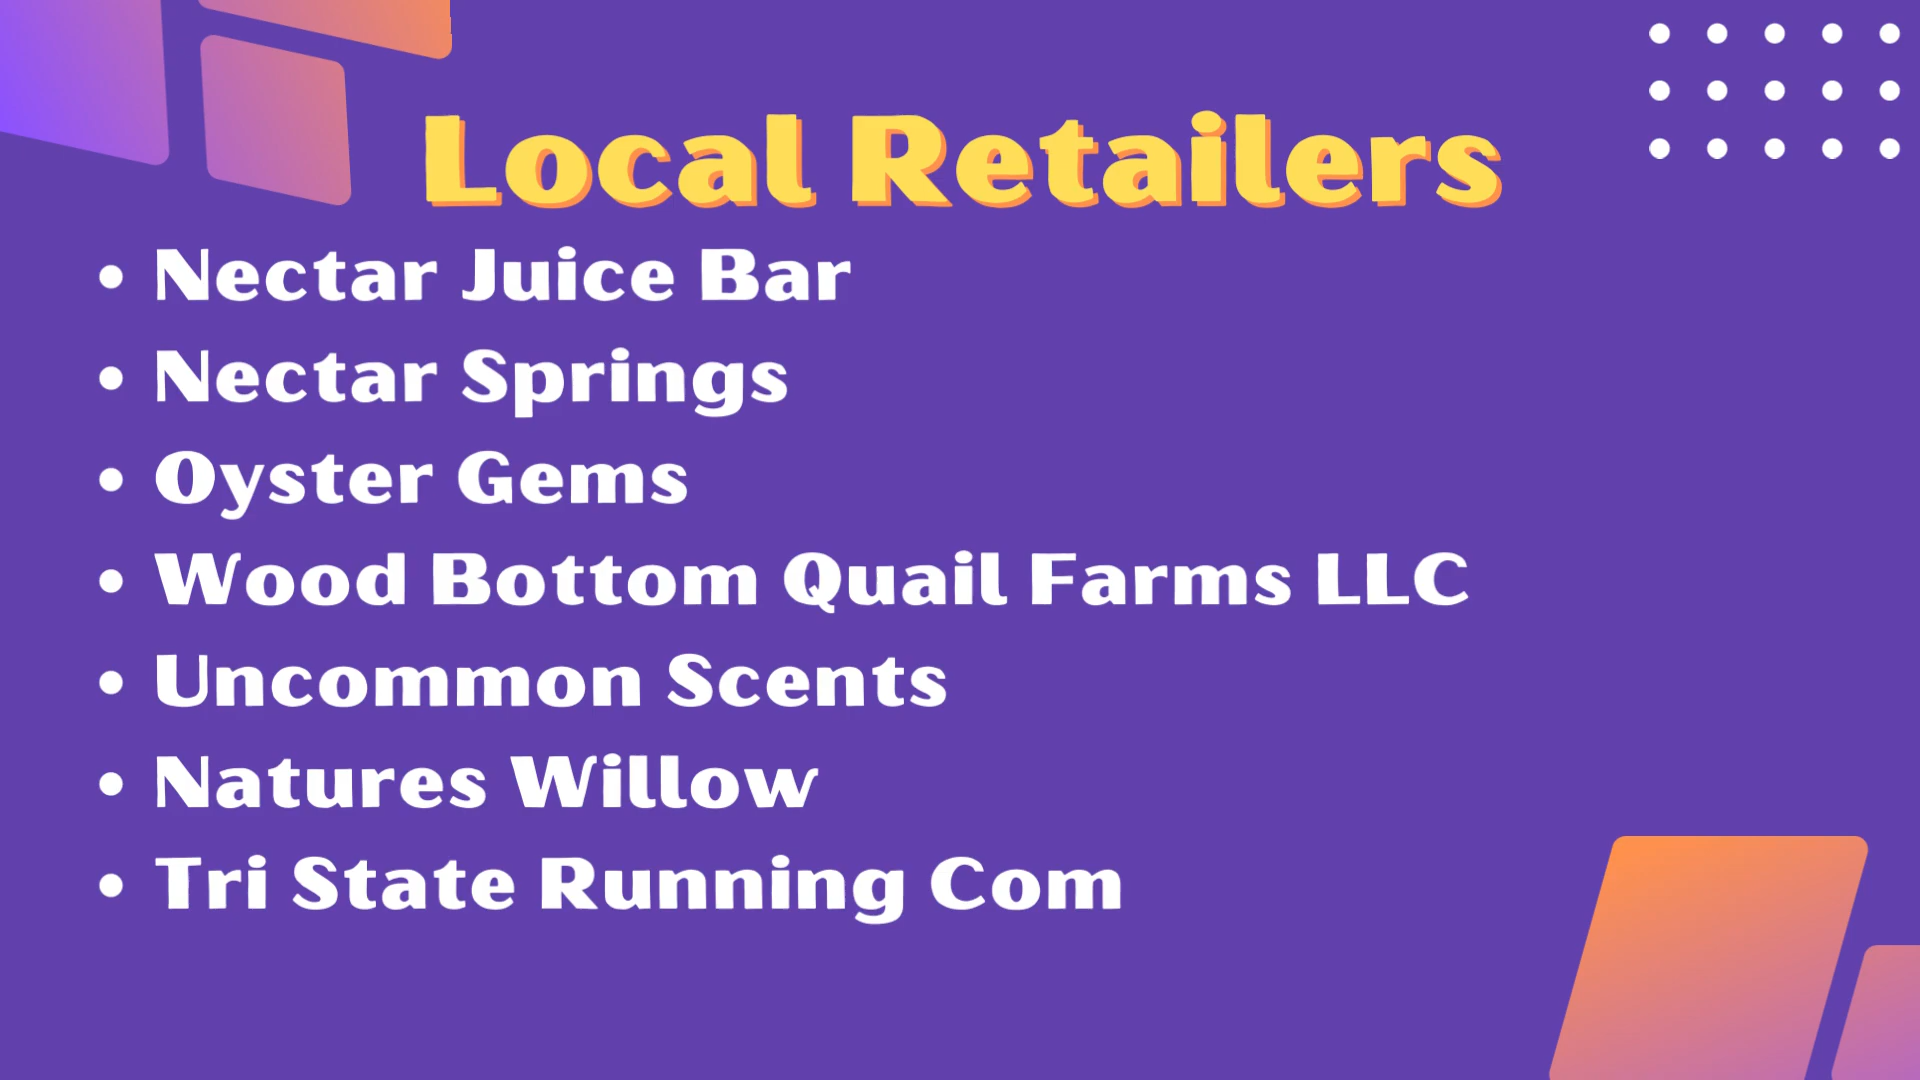 Local Retailers
• Nectar Juice Bar
• Nectar Springs
• Oyster Gems
• Wood Bottom Quail Farms LLC
• Uncommon Scents
• Natures Willow
• Tri State Running Com